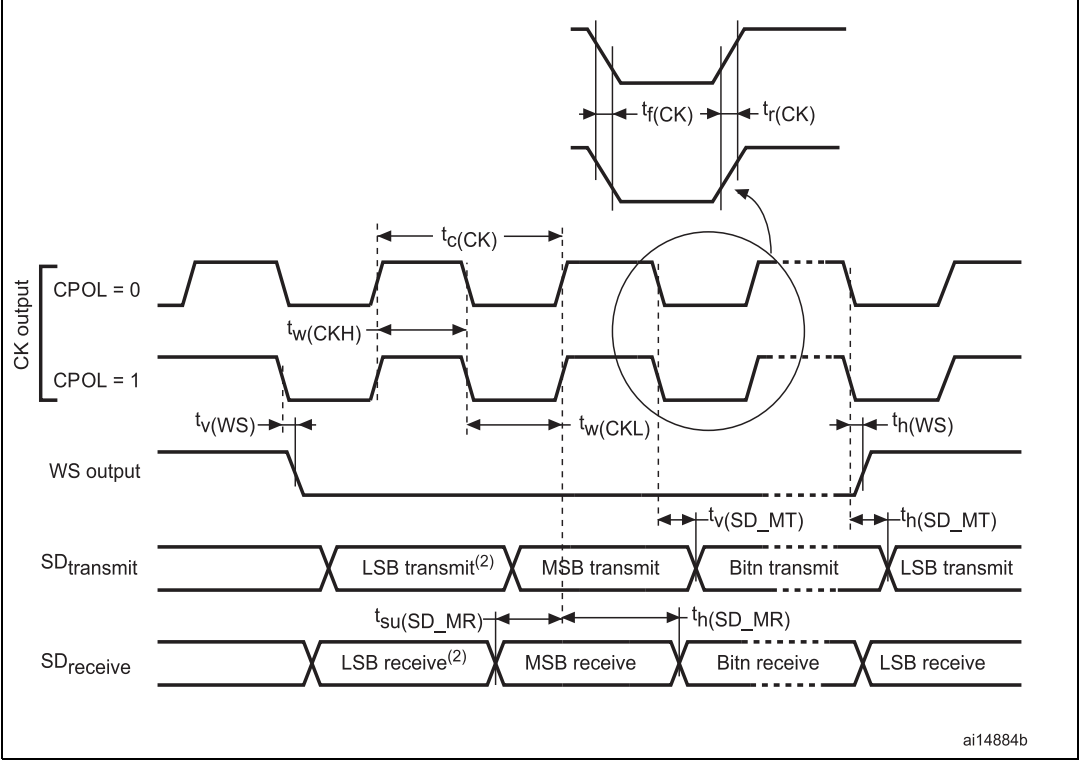 tf(CK)
tr(CK)
tc(CK)
CK output
CPOL = 0
tw(CKH)
CPOL = 1
tv(WS)
tw(CKL)
th(WS)
WS output
tv(SD_MT)
th(SD_MT)
SDtransmit
LSB transmit(2)
MSB transmit
Bitn transmit
LSB transmit
tsu(SD_MR)
th(SD_MR)
SDreceive
LSB receive(2)
MSB receive
Bitn receive
LSB receive
ai14884b